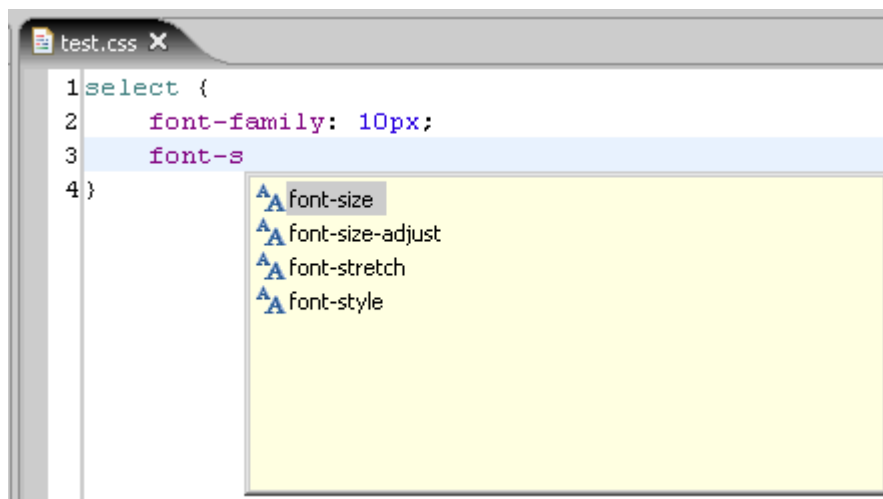 test.css
1 select {
2 font-family: 10px;
3 font-s
4 }
font-size
font-size-adjust
font-stretch
font-style